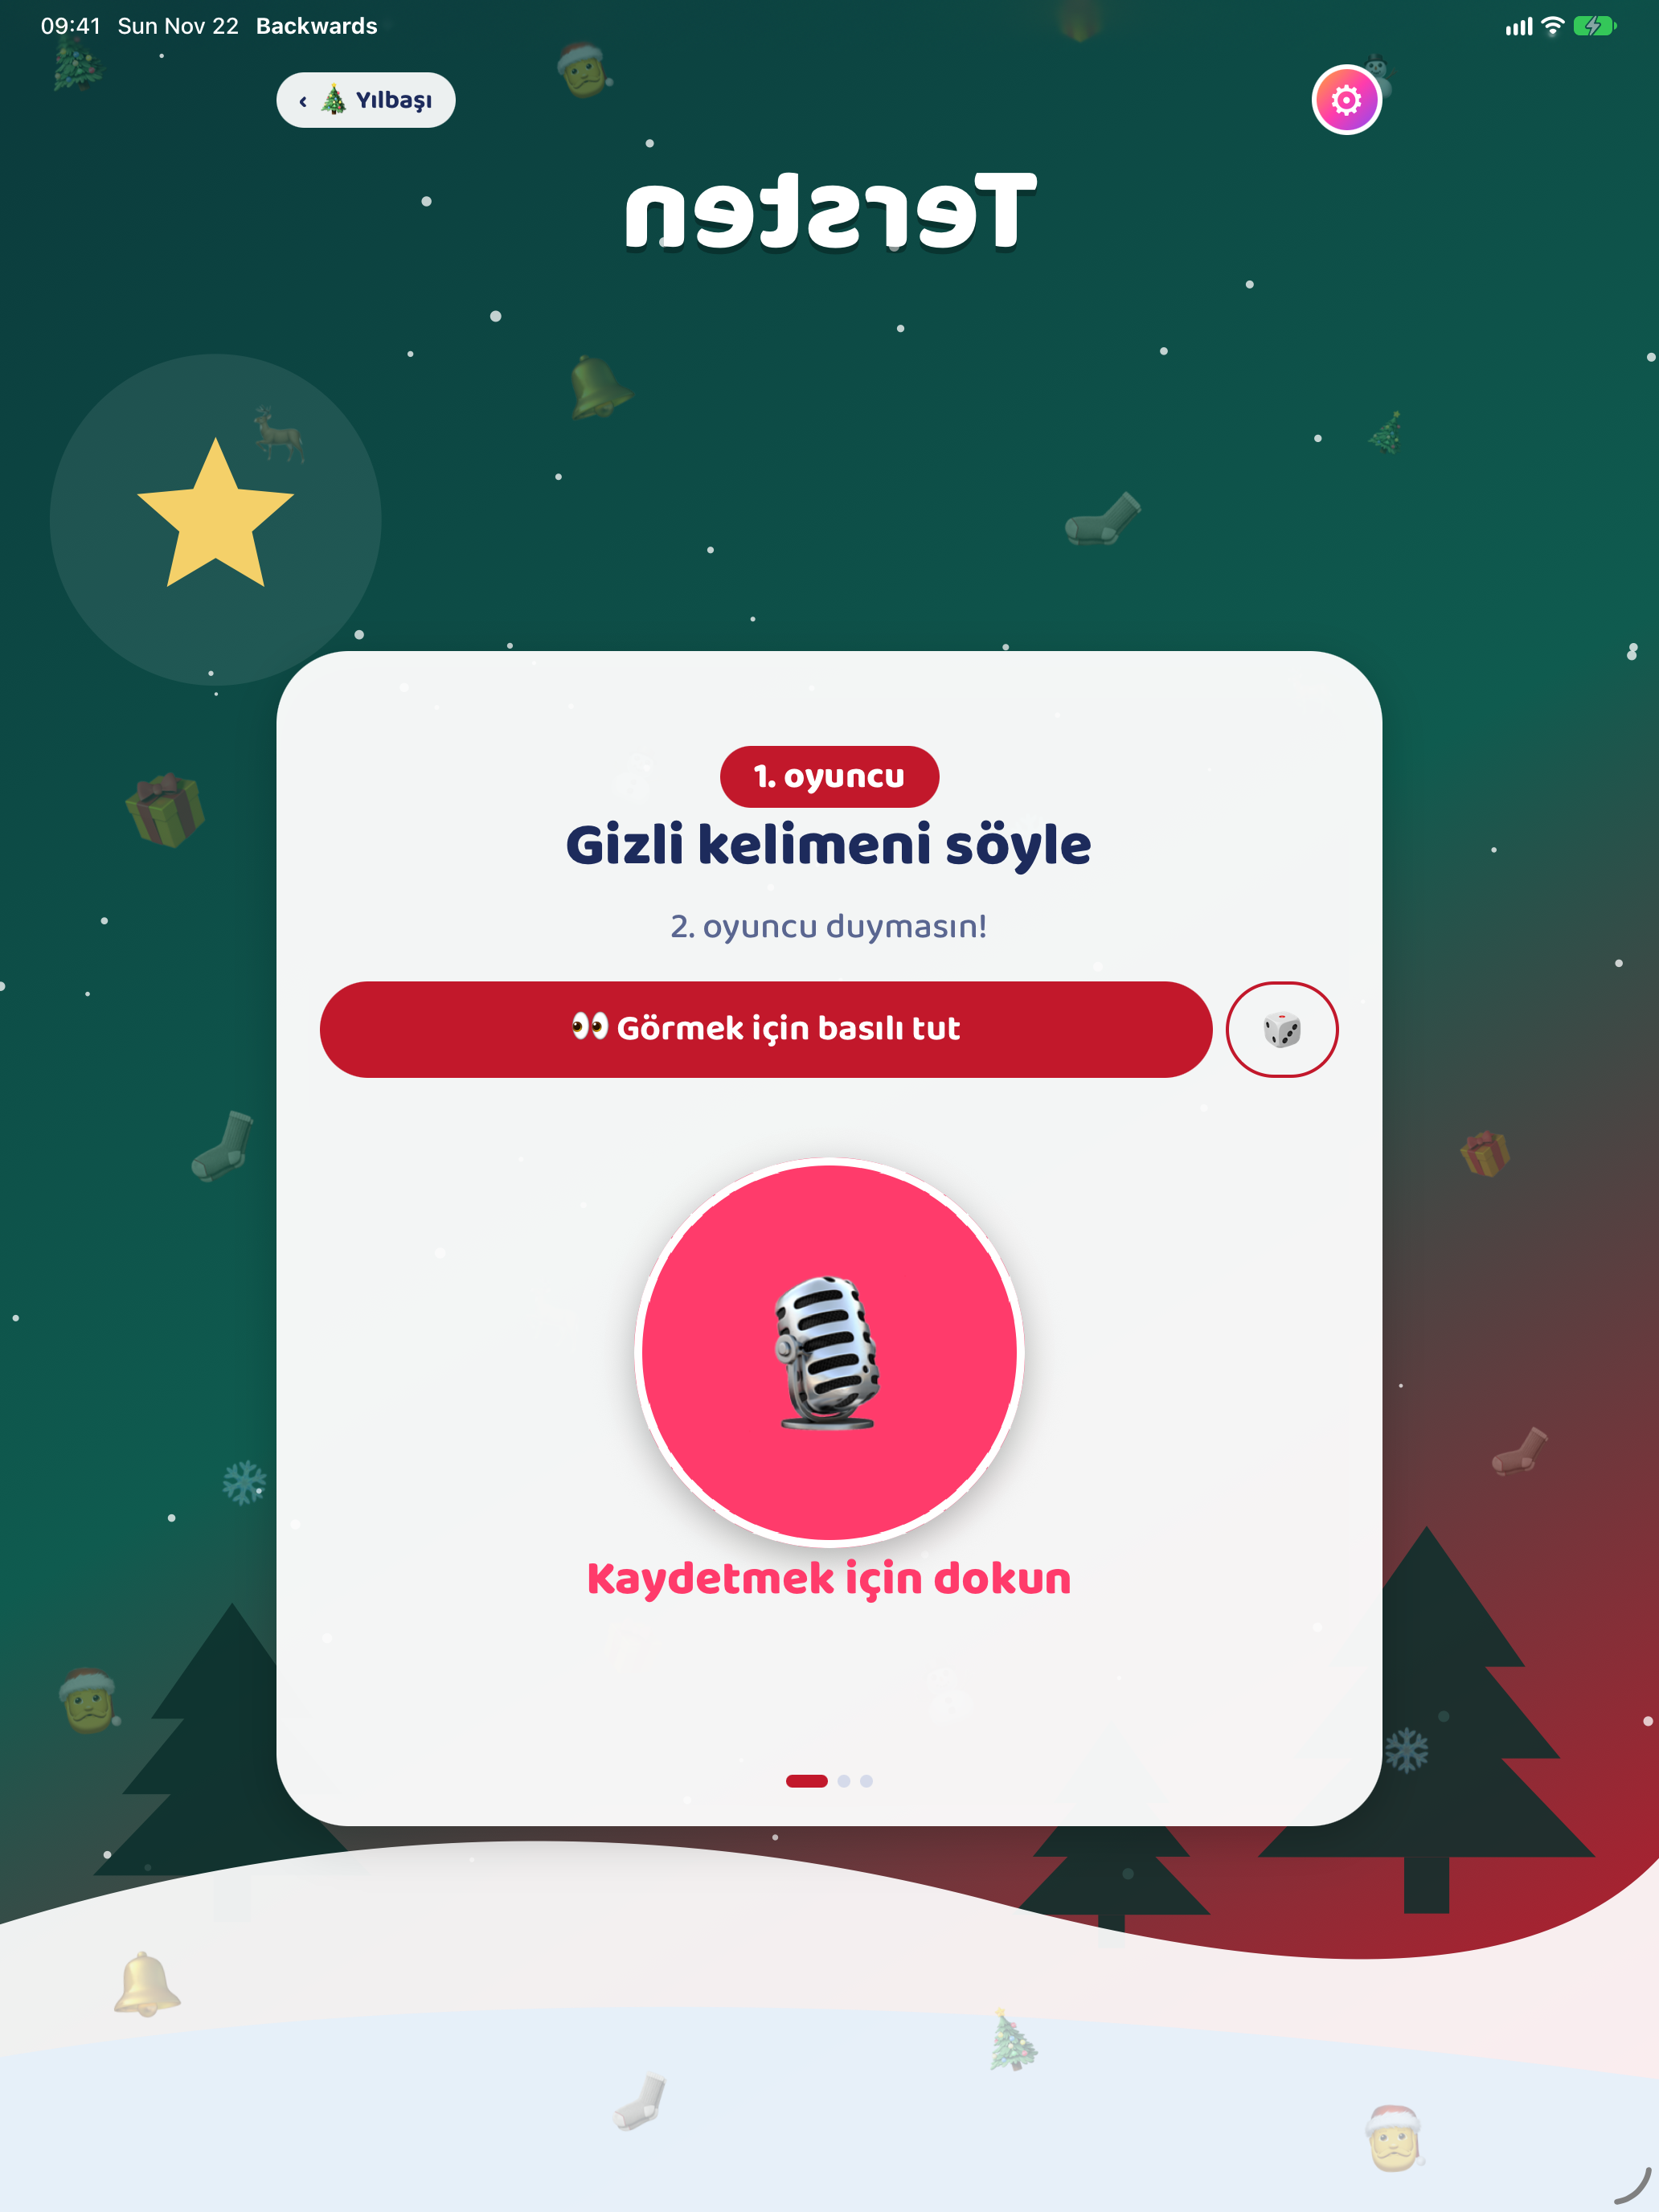 09:41 Sun Nov 22 Backwards
‹ 🎄 Yılbaşı
Tersten
1. oyuncu
Gizli kelimeni söyle
2. oyuncu duymasın!
👀 Görmek için basılı tut
Kaydetmek için dokun